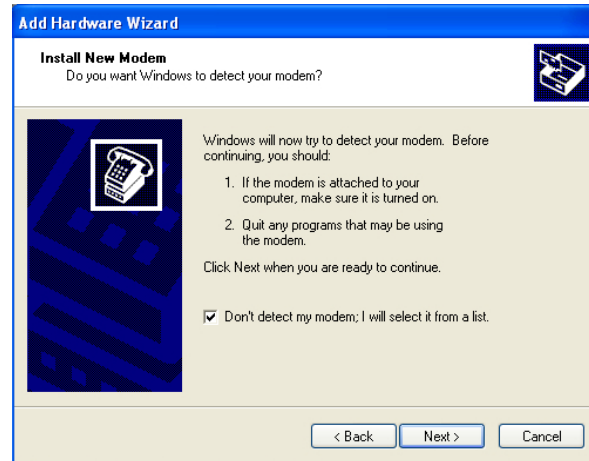 Add Hardware Wizard
Install New Modem
Do you want Windows to detect your modem?
Windows will now try to detect your modem. Before
continuing, you should:
1. If the modem is attached to your
computer, make sure it is turned on.
2. Quit any programs that may be using
the modem.
Click Next when you are ready to continue.
Don't detect my modem; I will select it from a list.
< Back Next > Cancel